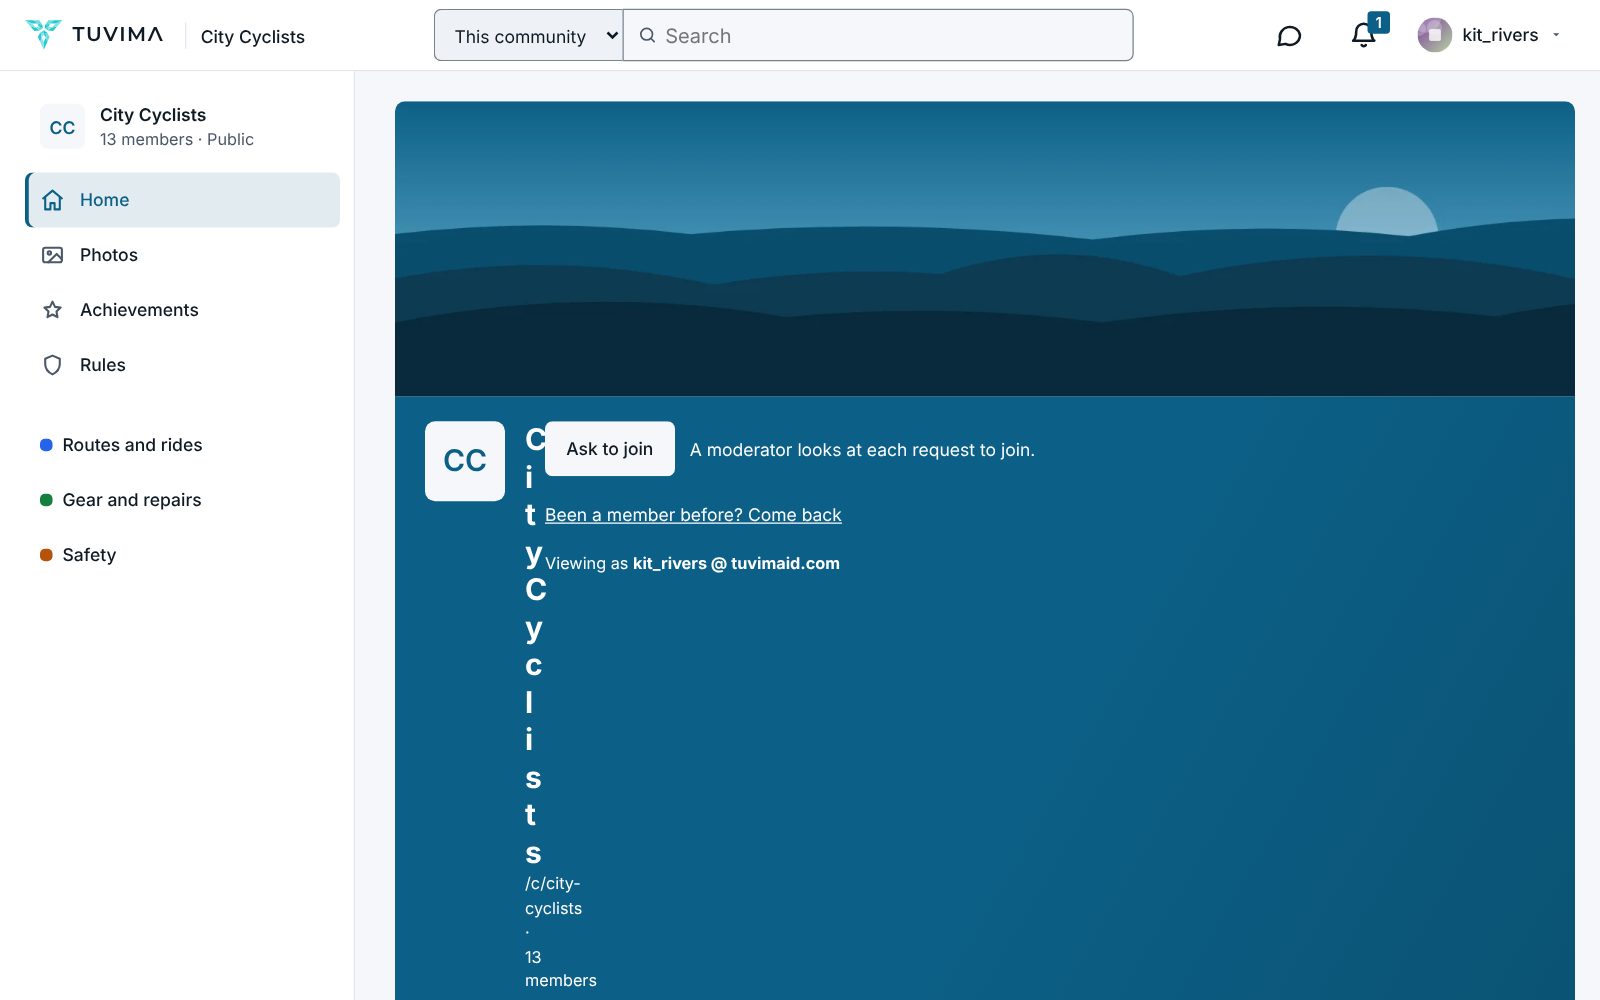 TUVIMA
City Cyclists
This community
Search
1
kit_rivers
CC
City Cyclists
13 members · Public
Home
Photos
Achievements
Rules
Routes and rides
Gear and repairs
Safety
CC
C
i
t
y
C
y
c
l
i
s
t
s
/c/city-
cyclists
·
13
members
Ask to join
A moderator looks at each request to join.
Been a member before? Come back
Viewing as kit_rivers @ tuvimaid.com